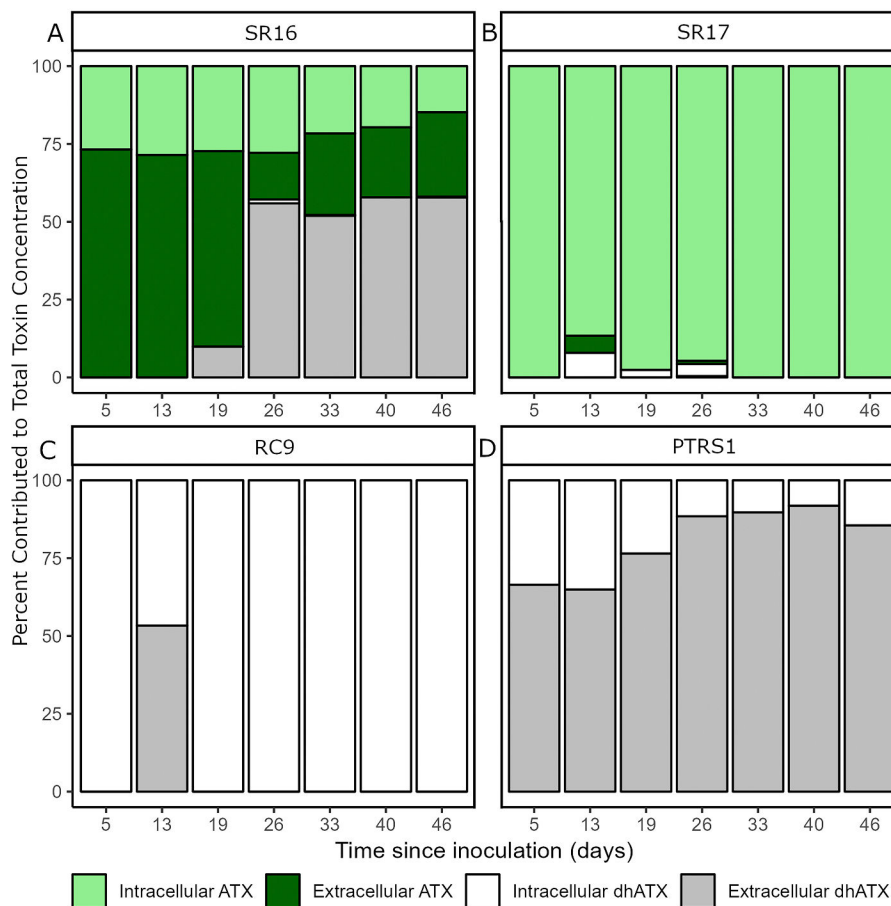 A
SR16
B
SR17
Percent Contributed to Total Toxin Concentration
100
75
50
25
0
5 13 19 26 33 40 46
5 13 19 26 33 40 46
C
RC9
D
PTRS1
100
75
50
25
0
5 13 19 26 33 40 46
5 13 19 26 33 40 46
Time since inoculation (days)
Intracellular ATX Extracellular ATX Intracellular dhATX Extracellular dhATX